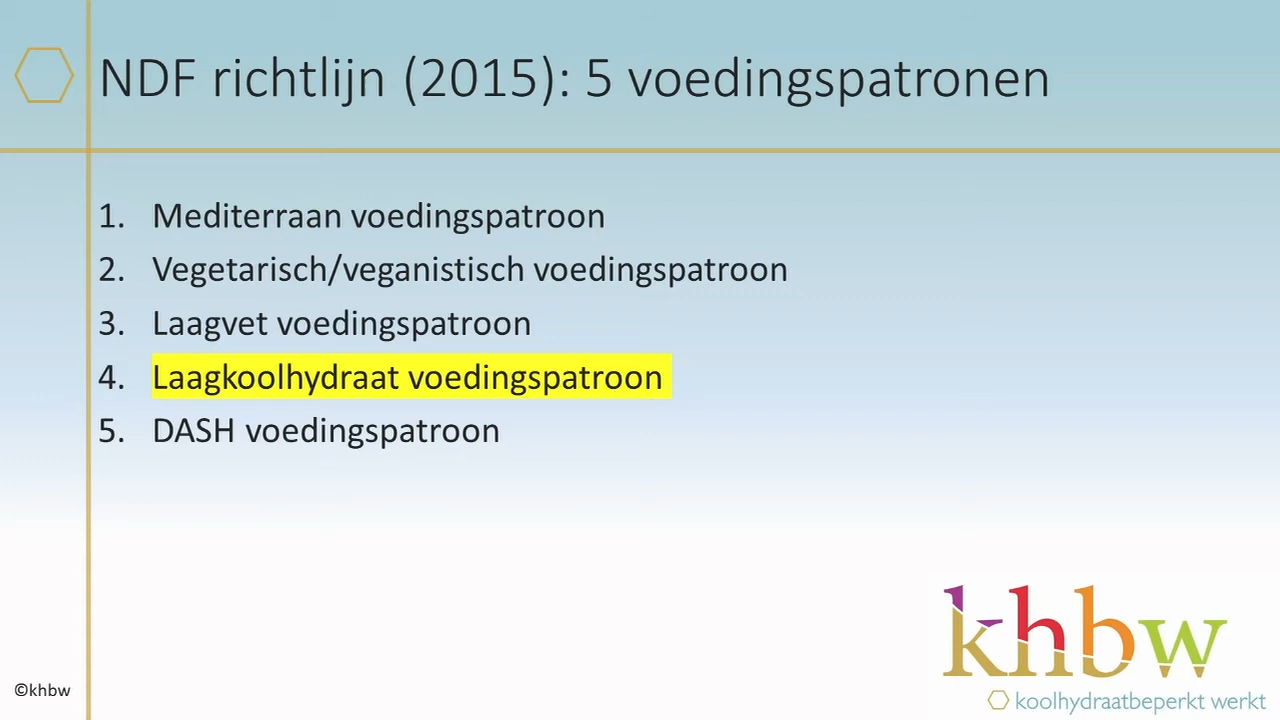 NDF richtlijn (2015): 5 voedingspatronen
1. Mediterraan voedingspatroon
2. Vegetarisch/veganistisch voedingspatroon
3. Laagvet voedingspatroon
4. Laagkoolhydraat voedingspatroon
5. DASH voedingspatroon
khbw
koolhydraatbeperkt werkt
©khbw